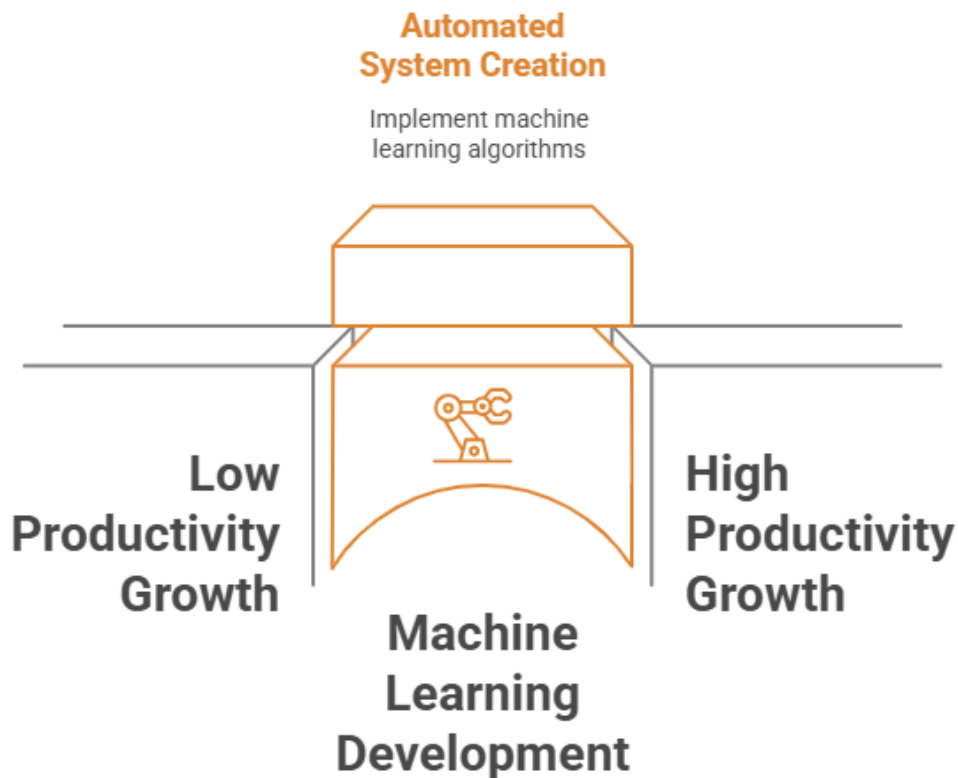 Automated
System Creation
Implement machine
learning algorithms
Low
Productivity
Growth
High
Productivity
Growth
Machine
Learning
Development